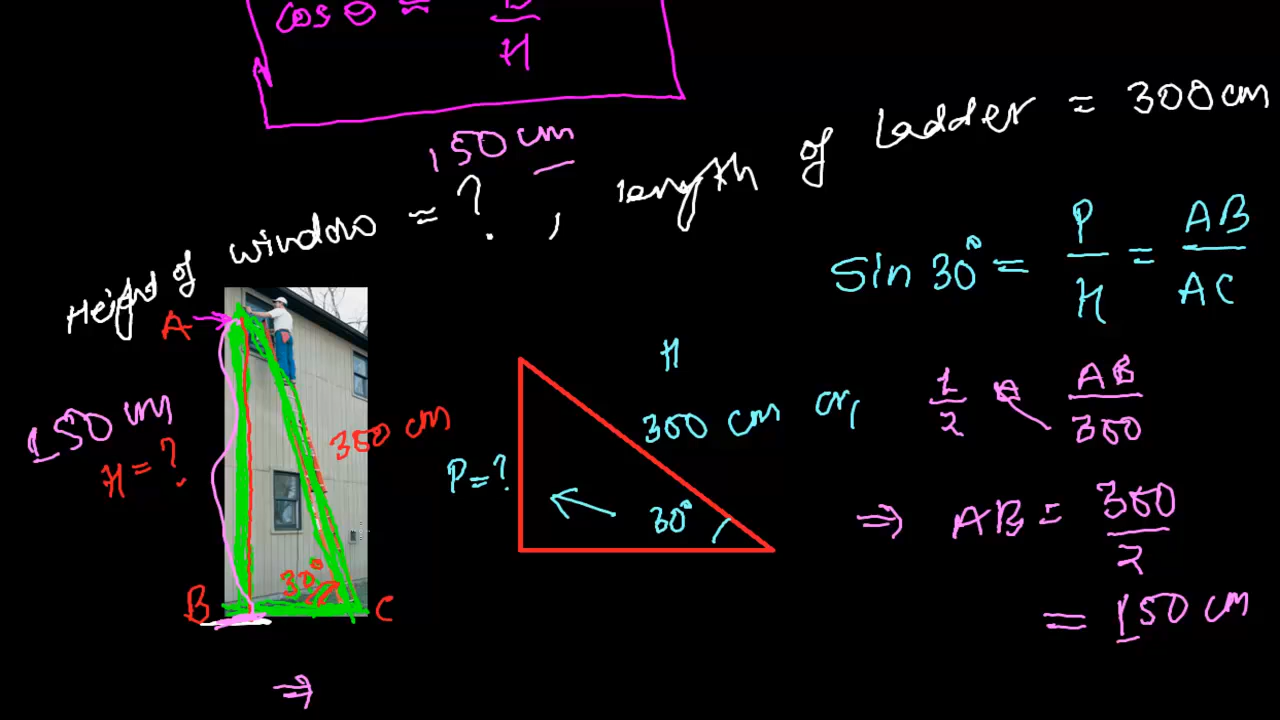 cos θ = B/H
150 cm
Height of window = ? , length of Ladder = 300 cm
Sin 30° = P/H = AB/AC
A
150 cm
H = ?
300 cm
30°
B
C
H
300 cm
P = ?
30°
or, 1/2 = AB/300
⇒ AB = 300/2
= 150 cm
⇒